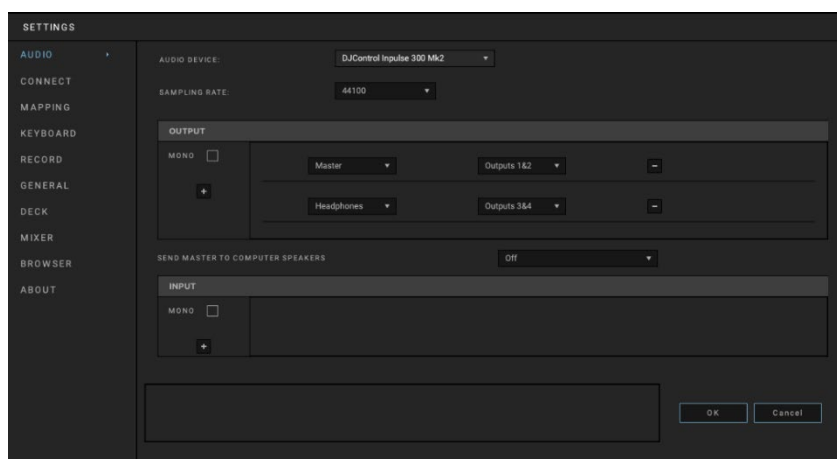 SETTINGS
AUDIO
CONNECT
MAPPING
KEYBOARD
RECORD
GENERAL
DECK
MIXER
BROWSER
ABOUT
AUDIO DEVICE: DJControl Inpulse 300 Mk2
SAMPLING RATE: 44100
OUTPUT
MONO
+
Master Outputs 1&2 −
Headphones Outputs 3&4 −
SEND MASTER TO COMPUTER SPEAKERS Off
INPUT
MONO
+
OK Cancel